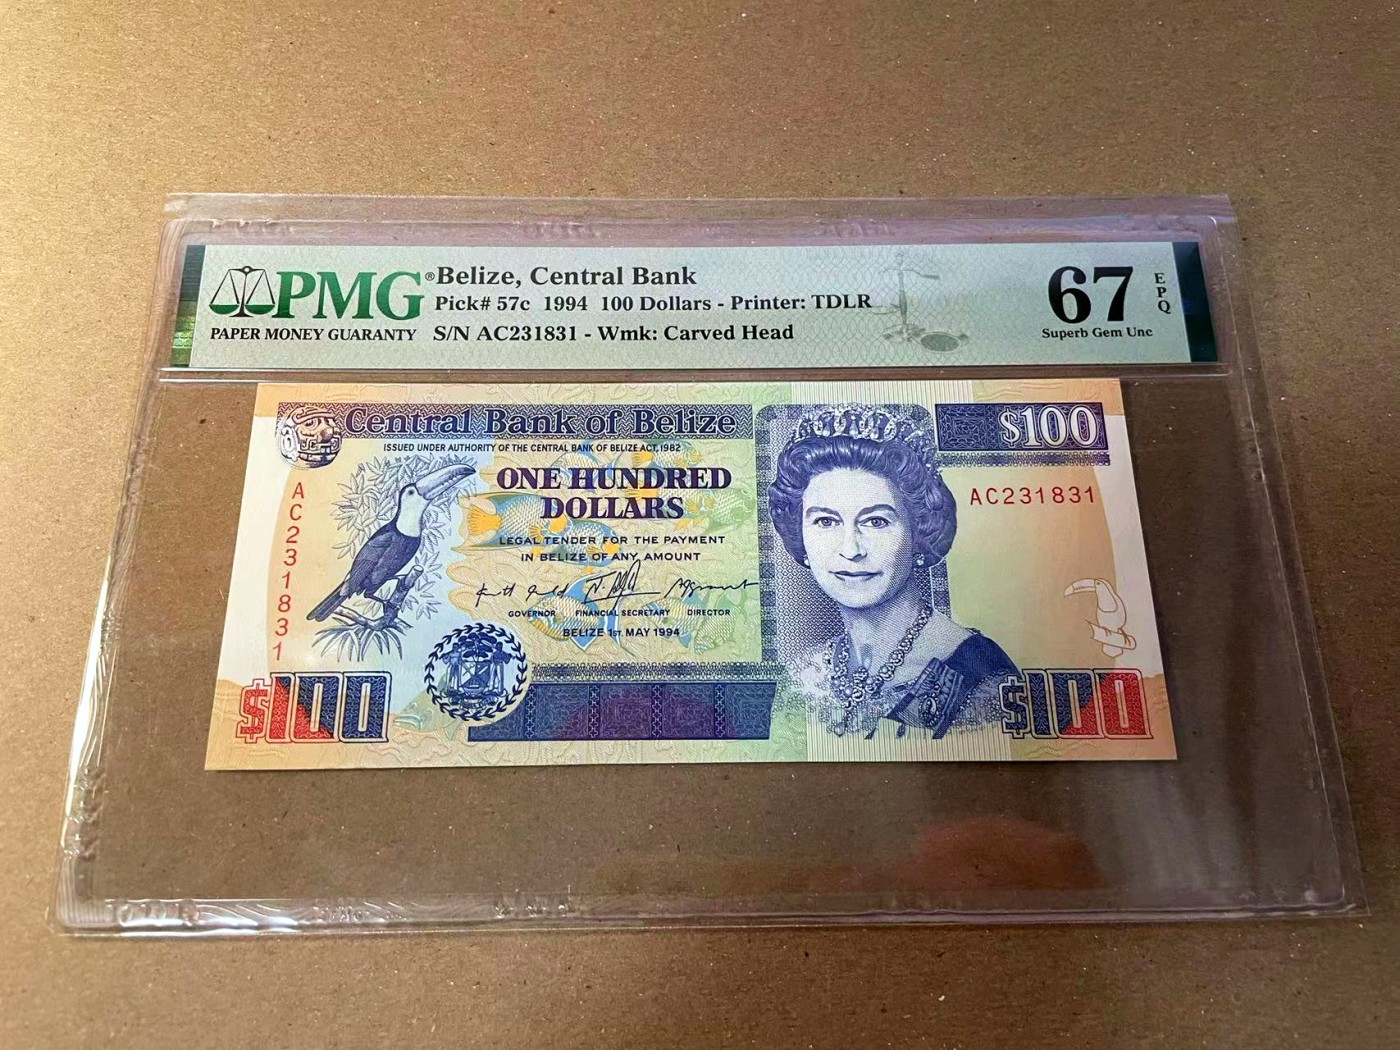 PMG®
PAPER MONEY GUARANTY
Belize, Central Bank
Pick# 57c 1994 100 Dollars - Printer: TDLR
S/N AC231831 - Wmk: Carved Head
67
EPQ
Superb Gem Unc
Central Bank of Belize
$100
ISSUED UNDER AUTHORITY OF THE CENTRAL BANK OF BELIZE ACT, 1982
ONE HUNDRED
DOLLARS
AC231831
AC231831
LEGAL TENDER FOR THE PAYMENT
IN BELIZE OF ANY AMOUNT
GOVERNOR FINANCIAL SECRETARY DIRECTOR
BELIZE 1ST. MAY 1994
$100
$100